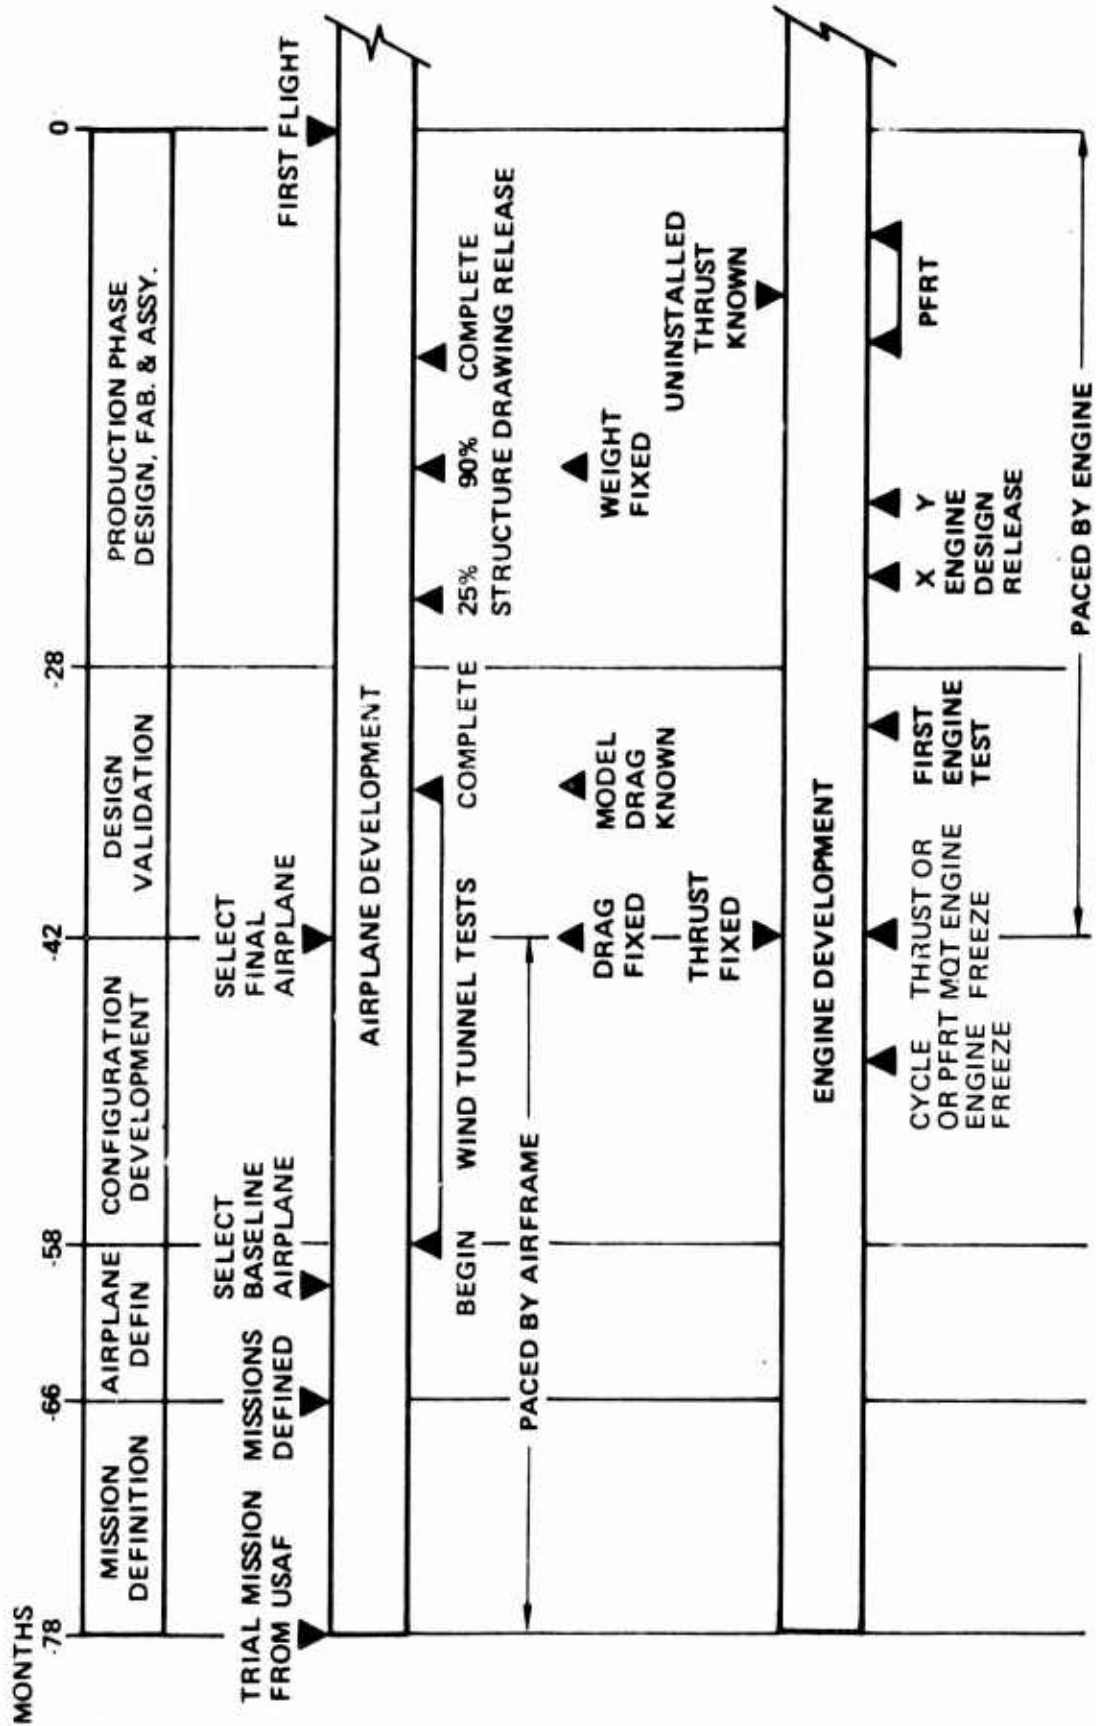 MONTHS
-78
-66
-58
-42
-28
0
MISSION
DEFINITION
AIRPLANE
DEFIN
CONFIGURATION
DEVELOPMENT
DESIGN
VALIDATION
PRODUCTION PHASE
DESIGN, FAB. & ASSY.
TRIAL MISSION
FROM USAF
MISSIONS
DEFINED
SELECT
BASELINE
AIRPLANE
SELECT
FINAL
AIRPLANE
FIRST FLIGHT
AIRPLANE DEVELOPMENT
BEGIN
WIND TUNNEL TESTS
COMPLETE
25%
90%
COMPLETE
STRUCTURE DRAWING RELEASE
PACED BY AIRFRAME
DRAG
FIXED
MODEL
DRAG
KNOWN
WEIGHT
FIXED
THRUST
FIXED
UNINSTALLED
THRUST
KNOWN
ENGINE DEVELOPMENT
CYCLE
OR PFRT
ENGINE
FREEZE
THRUST OR
MQT ENGINE
FREEZE
FIRST
ENGINE
TEST
X Y
ENGINE
DESIGN
RELEASE
PFRT
PACED BY ENGINE